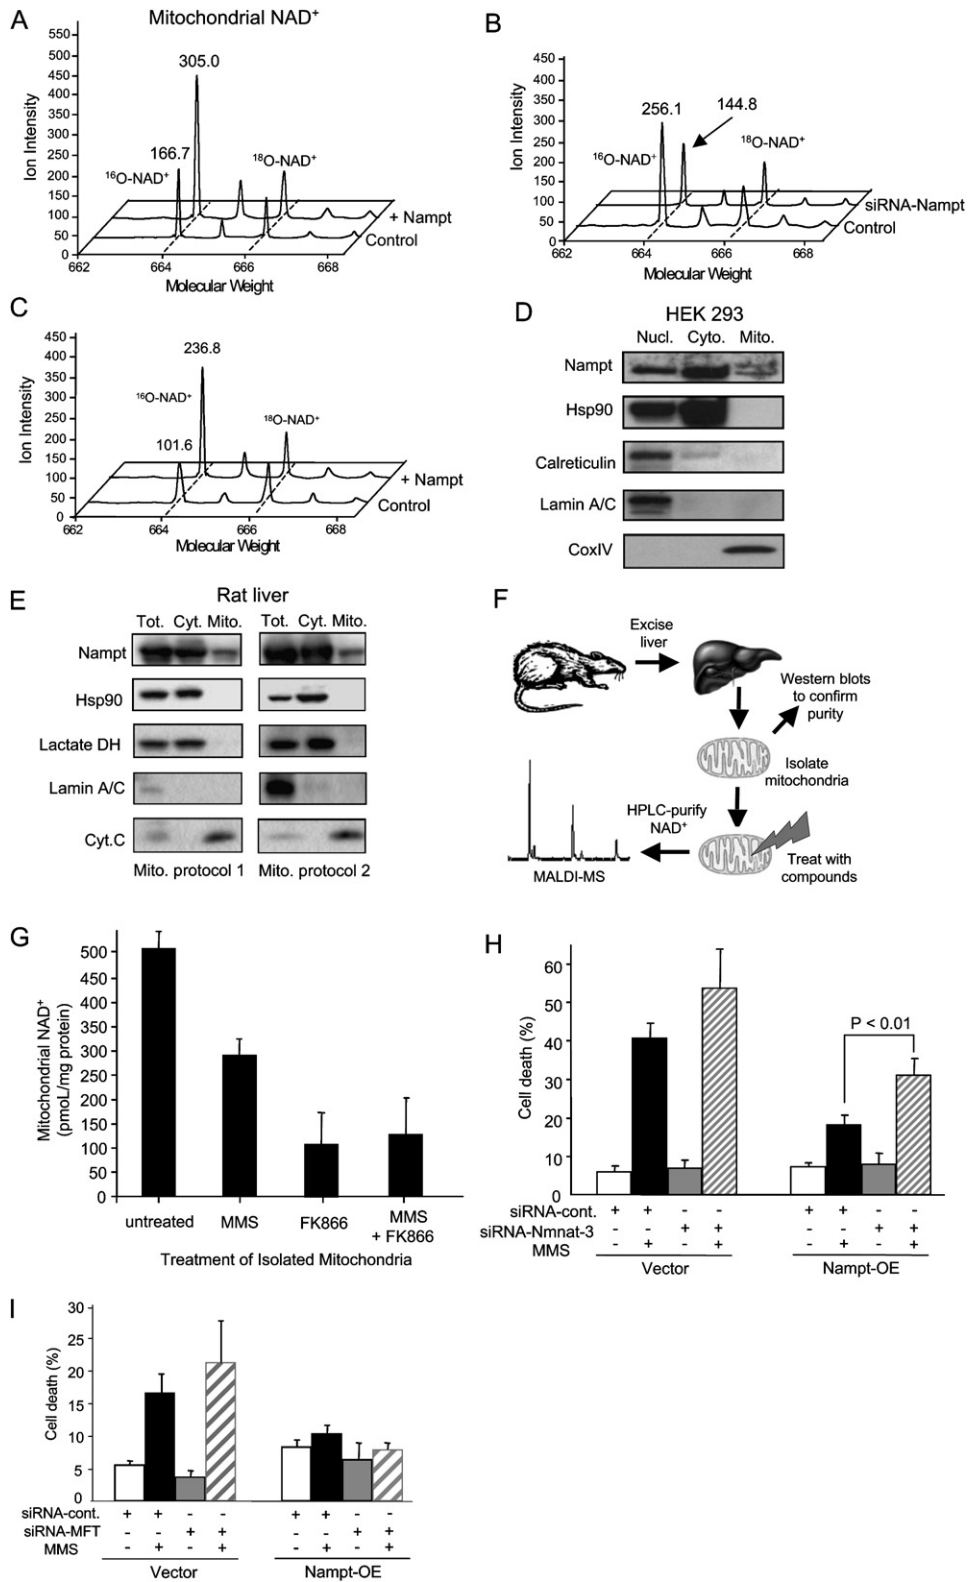 A
Mitochondrial NAD⁺
550
500
450
400
350
300
250
200
150
100
50
0
Ion Intensity
305.0
166.7
¹⁶O-NAD⁺
¹⁸O-NAD⁺
+ Nampt
Control
662
664
666
668
Molecular Weight
B
450
400
350
300
250
200
150
100
50
0
Ion Intensity
256.1
144.8
¹⁶O-NAD⁺
¹⁸O-NAD⁺
siRNA-Nampt
Control
662
664
666
668
Molecular Weight
C
450
400
350
300
250
200
150
100
50
0
Ion Intensity
236.8
¹⁶O-NAD⁺
¹⁸O-NAD⁺
101.6
+ Nampt
Control
662
664
666
668
Molecular Weight
D
HEK 293
Nucl. Cyto. Mito.
Nampt
Hsp90
Calreticulin
Lamin A/C
CoxIV
E
Rat liver
Tot. Cyt. Mito. Tot. Cyt. Mito.
Nampt
Hsp90
Lactate DH
Lamin A/C
Cyt.C
Mito. protocol 1 Mito. protocol 2
F
Excise
liver
Western blots
to confirm
purity
Isolate
mitochondria
HPLC-purify
NAD⁺
Treat with
compounds
MALDI-MS
G
500
450
400
350
300
250
200
150
100
50
0
Mitochondrial NAD⁺
(pmoL/mg protein)
untreated MMS FK866 MMS
+ FK866
Treatment of Isolated Mitochondria
H
60
50
40
30
20
10
0
Cell death (%)
P < 0.01
siRNA-cont. + + - - + + - -
siRNA-Nmnat-3 - - + + - - + +
MMS - + - + - + - +
Vector Nampt-OE
I
30
25
20
15
10
5
0
Cell death (%)
siRNA-cont. + + - - + + - -
siRNA-MFT - - + + - - + +
MMS - + - + - + - +
Vector Nampt-OE